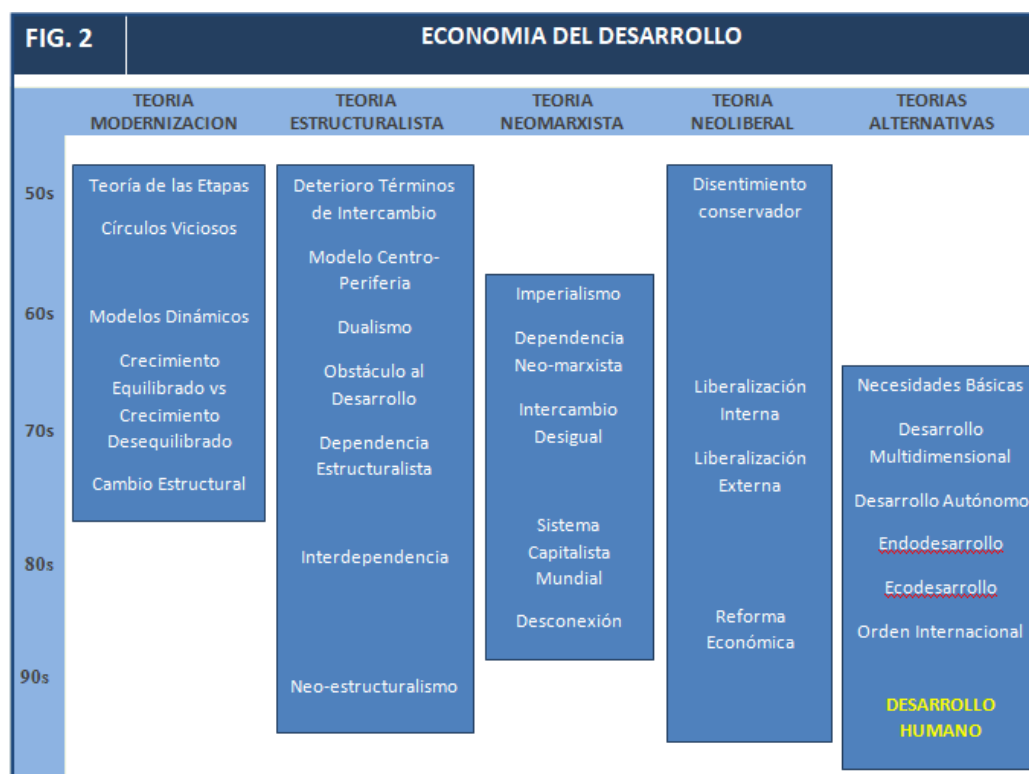 FIG. 2
ECONOMIA DEL DESARROLLO
TEORIA
MODERNIZACION
TEORIA
ESTRUCTURALISTA
TEORIA
NEOMARXISTA
TEORIA
NEOLIBERAL
TEORIAS
ALTERNATIVAS
50s
60s
70s
80s
90s
Teoría de las Etapas
Círculos Viciosos
Modelos Dinámicos
Crecimiento
Equilibrado vs
Crecimiento
Desequilibrado
Cambio Estructural
Deterioro Términos
de Intercambio
Modelo Centro-
Periferia
Dualismo
Obstáculo al
Desarrollo
Dependencia
Estructuralista
Interdependencia
Neo-estructuralismo
Imperialismo
Dependencia
Neo-marxista
Intercambio
Desigual
Sistema
Capitalista
Mundial
Desconexión
Disentimiento
conservador
Liberalización
Interna
Liberalización
Externa
Reforma
Económica
Necesidades Básicas
Desarrollo
Multidimensional
Desarrollo Autónomo
Endodesarrollo
Ecodesarrollo
Orden Internacional
DESARROLLO
HUMANO